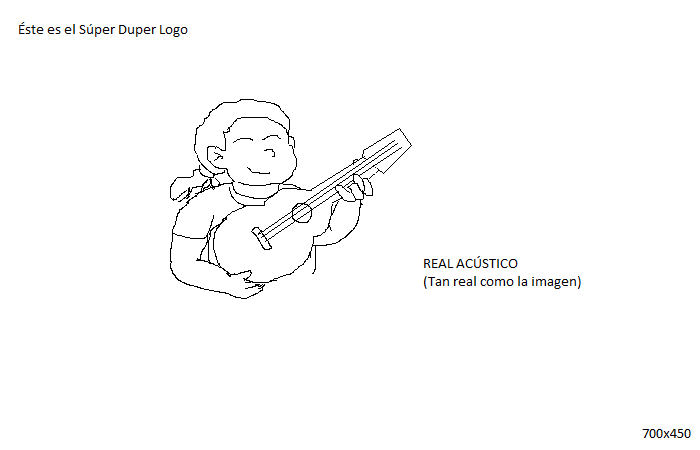 Éste es el Súper Duper Logo
REAL ACÚSTICO
(Tan real como la imagen)
700x450